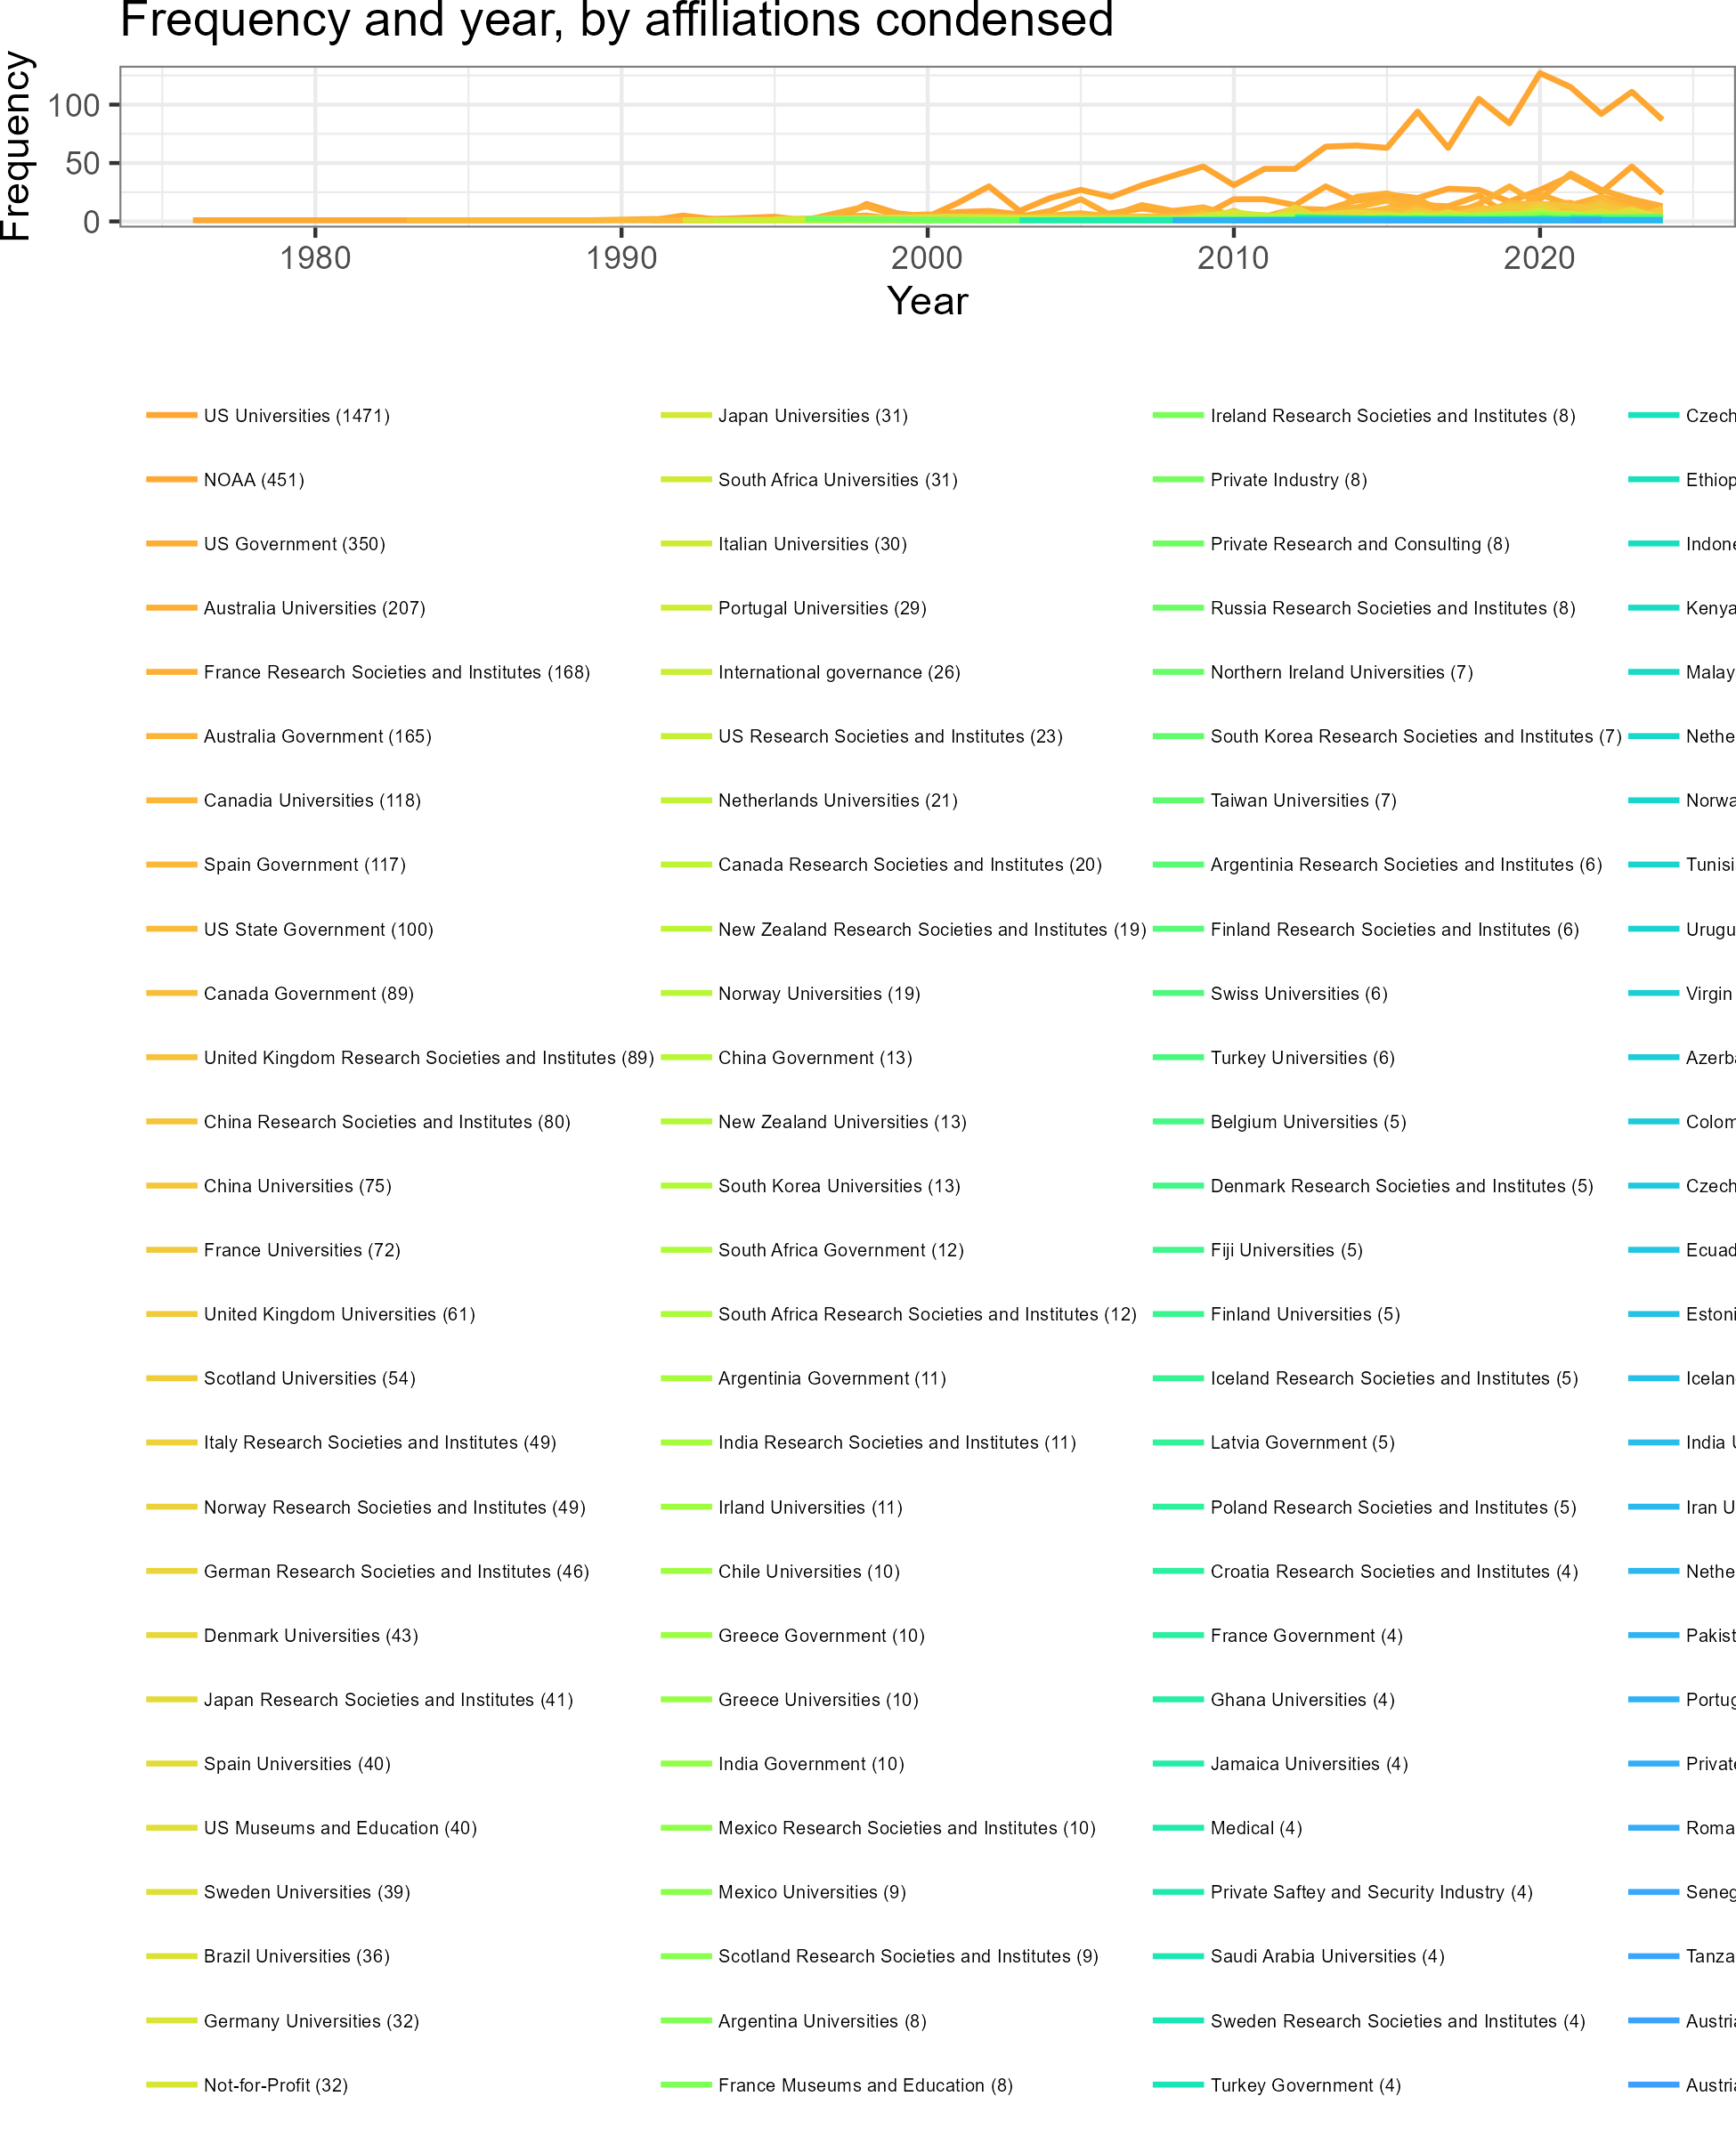 Frequency and year, by affiliations condensed
Frequency
100
50
0
1980 1990 2000 2010 2020
Year
US Universities (1471)
NOAA (451)
US Government (350)
Australia Universities (207)
France Research Societies and Institutes (168)
Australia Government (165)
Canadia Universities (118)
Spain Government (117)
US State Government (100)
Canada Government (89)
United Kingdom Research Societies and Institutes (89)
China Research Societies and Institutes (80)
China Universities (75)
France Universities (72)
United Kingdom Universities (61)
Scotland Universities (54)
Italy Research Societies and Institutes (49)
Norway Research Societies and Institutes (49)
German Research Societies and Institutes (46)
Denmark Universities (43)
Japan Research Societies and Institutes (41)
Spain Universities (40)
US Museums and Education (40)
Sweden Universities (39)
Brazil Universities (36)
Germany Universities (32)
Not-for-Profit (32)
Japan Universities (31)
South Africa Universities (31)
Italian Universities (30)
Portugal Universities (29)
International governance (26)
US Research Societies and Institutes (23)
Netherlands Universities (21)
Canada Research Societies and Institutes (20)
New Zealand Research Societies and Institutes (19)
Norway Universities (19)
China Government (13)
New Zealand Universities (13)
South Korea Universities (13)
South Africa Government (12)
South Africa Research Societies and Institutes (12)
Argentinia Government (11)
India Research Societies and Institutes (11)
Irland Universities (11)
Chile Universities (10)
Greece Government (10)
Greece Universities (10)
India Government (10)
Mexico Research Societies and Institutes (10)
Mexico Universities (9)
Scotland Research Societies and Institutes (9)
Argentina Universities (8)
France Museums and Education (8)
Ireland Research Societies and Institutes (8)
Private Industry (8)
Private Research and Consulting (8)
Russia Research Societies and Institutes (8)
Northern Ireland Universities (7)
South Korea Research Societies and Institutes (7)
Taiwan Universities (7)
Argentinia Research Societies and Institutes (6)
Finland Research Societies and Institutes (6)
Swiss Universities (6)
Turkey Universities (6)
Belgium Universities (5)
Denmark Research Societies and Institutes (5)
Fiji Universities (5)
Finland Universities (5)
Iceland Research Societies and Institutes (5)
Latvia Government (5)
Poland Research Societies and Institutes (5)
Croatia Research Societies and Institutes (4)
France Government (4)
Ghana Universities (4)
Jamaica Universities (4)
Medical (4)
Private Saftey and Security Industry (4)
Saudi Arabia Universities (4)
Sweden Research Societies and Institutes (4)
Turkey Government (4)
Czech
Ethiop
Indone
Kenya
Malay
Nethe
Norwa
Tunisi
Urugu
Virgin
Azerb
Colom
Czech
Ecuad
Estoni
Icelan
India
Iran U
Nethe
Pakist
Portug
Privat
Roma
Seneg
Tanza
Austri
Austri